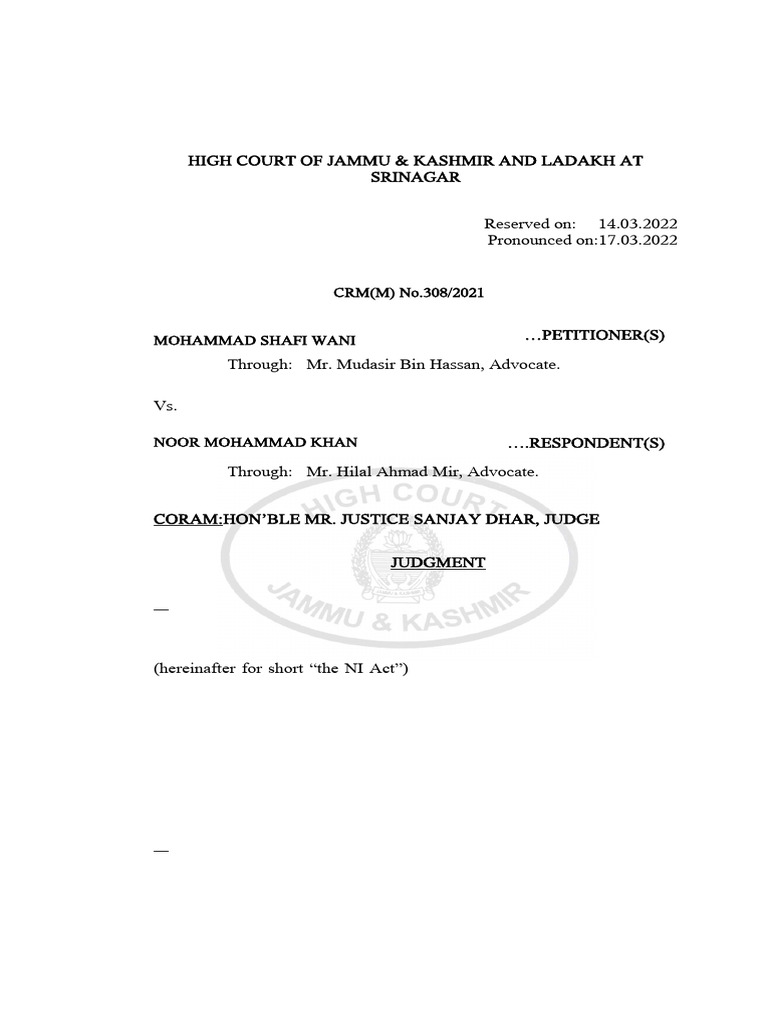 HIGH COURT OF JAMMU & KASHMIR AND LADAKH AT
SRINAGAR
Reserved on: 14.03.2022
Pronounced on:17.03.2022
CRM(M) No.308/2021
MOHAMMAD SHAFI WANI …PETITIONER(S)
Through: Mr. Mudasir Bin Hassan, Advocate.
Vs.
NOOR MOHAMMAD KHAN ….RESPONDENT(S)
Through: Mr. Hilal Ahmad Mir, Advocate.
HIGH COURT
CORAM:HON’BLE MR. JUSTICE SANJAY DHAR, JUDGE
JUDGMENT
JAMMU & KASHMIR
—
(hereinafter for short “the NI Act”)
—